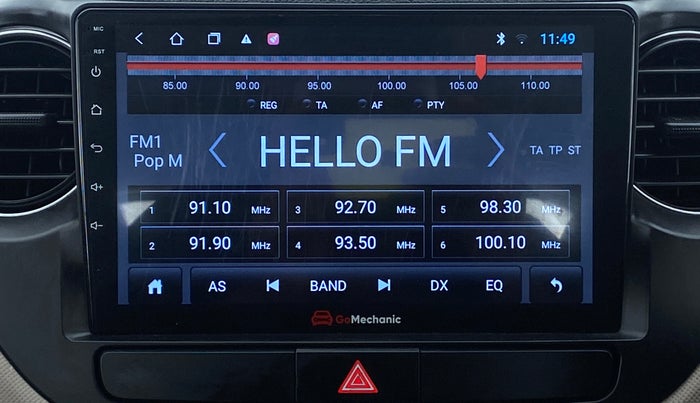 MIC
RST
11:49
85.00 90.00 95.00 100.00 105.00 110.00
REG TA AF PTY
FM1
Pop M
HELLO FM
TA TP ST
1 91.10 MHz 3 92.70 MHz 5 98.30 MHz
2 91.90 MHz 4 93.50 MHz 6 100.10 MHz
AS BAND DX EQ
GoMechanic